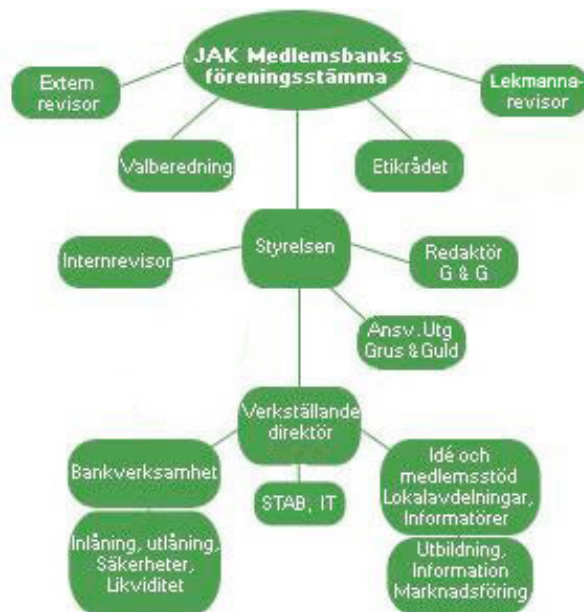 JAK Medlemsbanks
föreningsstämma
Extern
revisor
Lekmanna-
revisor
Valberedning
Etikrådet
Styrelsen
Internrevisor
Redaktör
G & G
Ansv. Utg
Grus & Guld
Verkställande
direktör
Bankverksamhet
STAB, IT
Idé och
medlemsstöd
Lokalavdelningar,
Informatörer
Inlåning, utlåning,
Säkerheter,
Likviditet
Utbildning,
Information
Marknadsföring